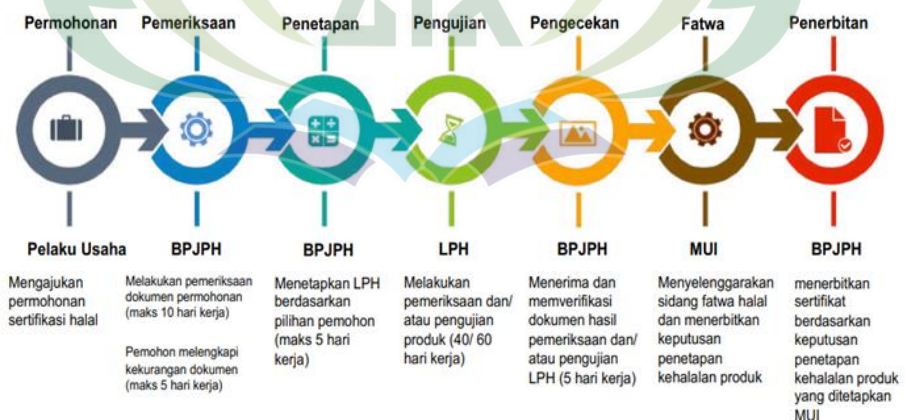 Permohonan
Pemeriksaan
Penetapan
Pengujian
Pengecekan
Fatwa
Penerbitan
Pelaku Usaha
Mengajukan
permohonan
sertifikasi halal
BPJPH
Melakukan pemeriksaan
dokumen permohonan
(maks 10 hari kerja)
Pemohon melengkapi
kekurangan dokumen
(maks 5 hari kerja)
BPJPH
Menetapkan LPH
berdasarkan
pilihan pemohon
(maks 5 hari
kerja)
LPH
Melakukan
pemeriksaan dan/
atau pengujian
produk (40/ 60
hari kerja)
BPJPH
Menerima dan
memverifikasi
dokumen hasil
pemeriksaan dan/
atau pengujian
LPH (5 hari kerja)
MUI
Menyelenggarakan
sidang fatwa halal
dan menerbitkan
keputusan
penetapan
kehalalan produk
BPJPH
menerbitkan
sertifikat
berdasarkan
keputusan
penetapan
kehalalan produk
yang ditetapkan
MUI